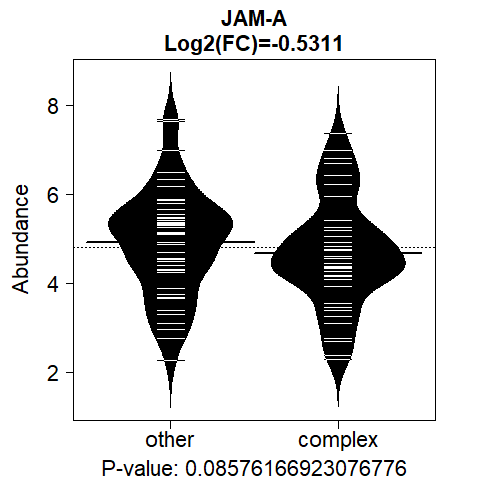 JAM-A
Log2(FC)=-0.5311
Abundance
8
6
4
2
other complex
P-value: 0.08576166923076776